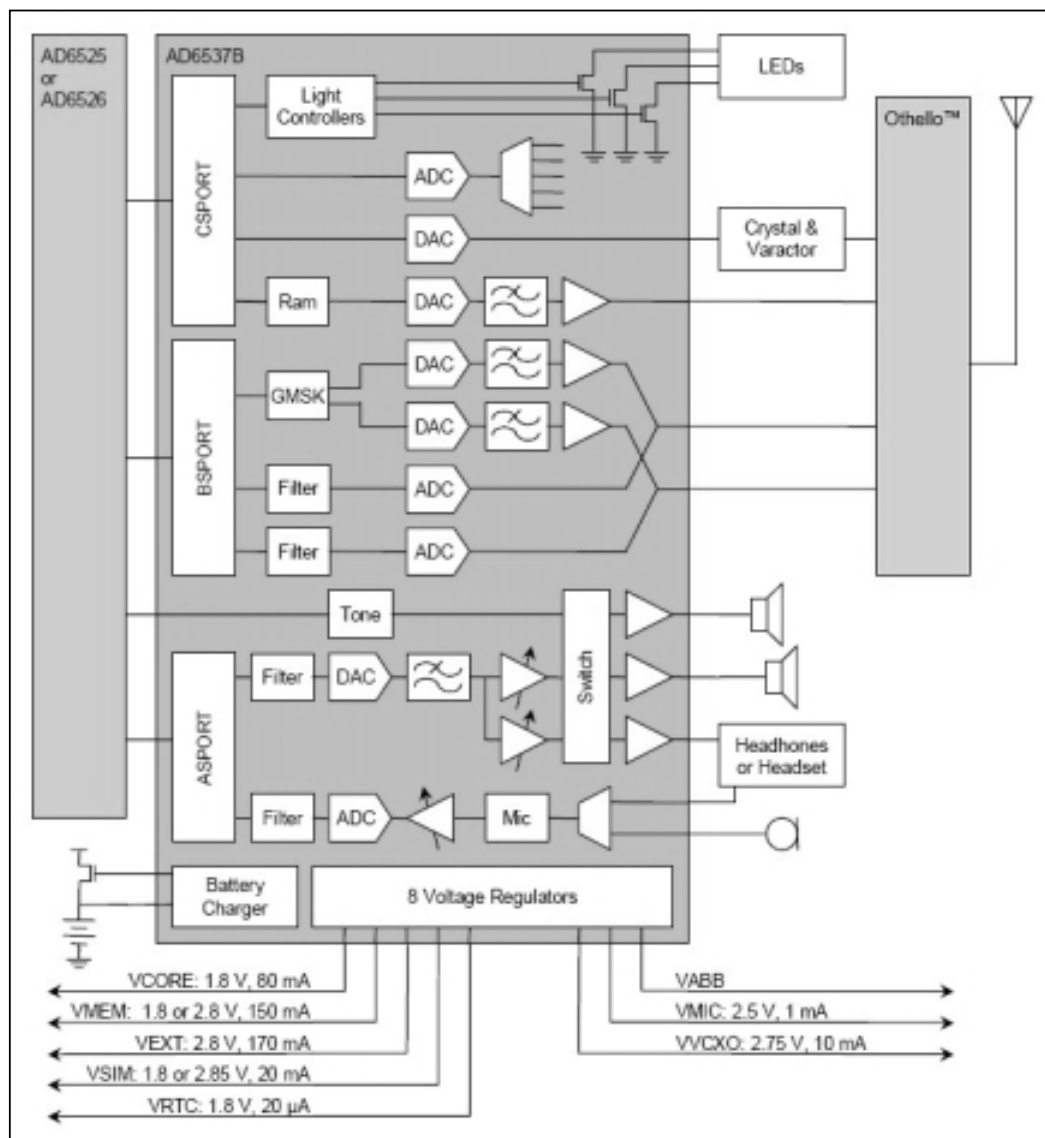 AD6525
or
AD6526
AD6537B
Light
Controllers
LEDs
Othello™
CSPORT
ADC
DAC
Crystal &
Varactor
Ram
DAC
BSPORT
GMSK
DAC
DAC
Filter
ADC
Filter
ADC
Tone
Switch
ASPORT
Filter
DAC
Headhones
or Headset
Filter
ADC
Mic
Battery
Charger
8 Voltage Regulators
VCORE: 1.8 V, 80 mA
VMEM: 1.8 or 2.8 V, 150 mA
VEXT: 2.8 V, 170 mA
VSIM: 1.8 or 2.85 V, 20 mA
VRTC: 1.8 V, 20 µA
VABB
VMIC: 2.5 V, 1 mA
VVCXO: 2.75 V, 10 mA